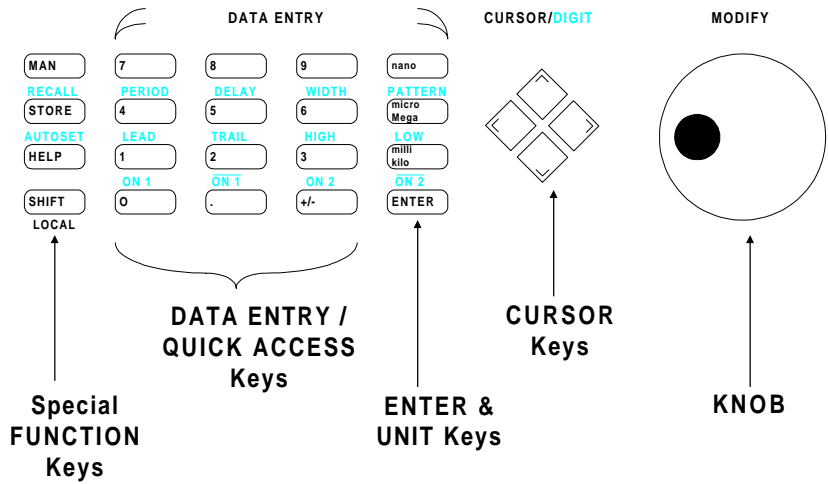 DATA ENTRY CURSOR/DIGIT MODIFY
MAN 7 8 9 nano
RECALL PERIOD DELAY WIDTH PATTERN
STORE 4 5 6 micro
Mega
AUTOSET LEAD TRAIL HIGH LOW
HELP 1 2 3 milli
kilo
ON 1 ON 1 ON 2 ON 2
SHIFT O . +/- ENTER
LOCAL
DATA ENTRY /
QUICK ACCESS
Keys
CURSOR
Keys
Special
FUNCTION
Keys
ENTER &
UNIT Keys
KNOB